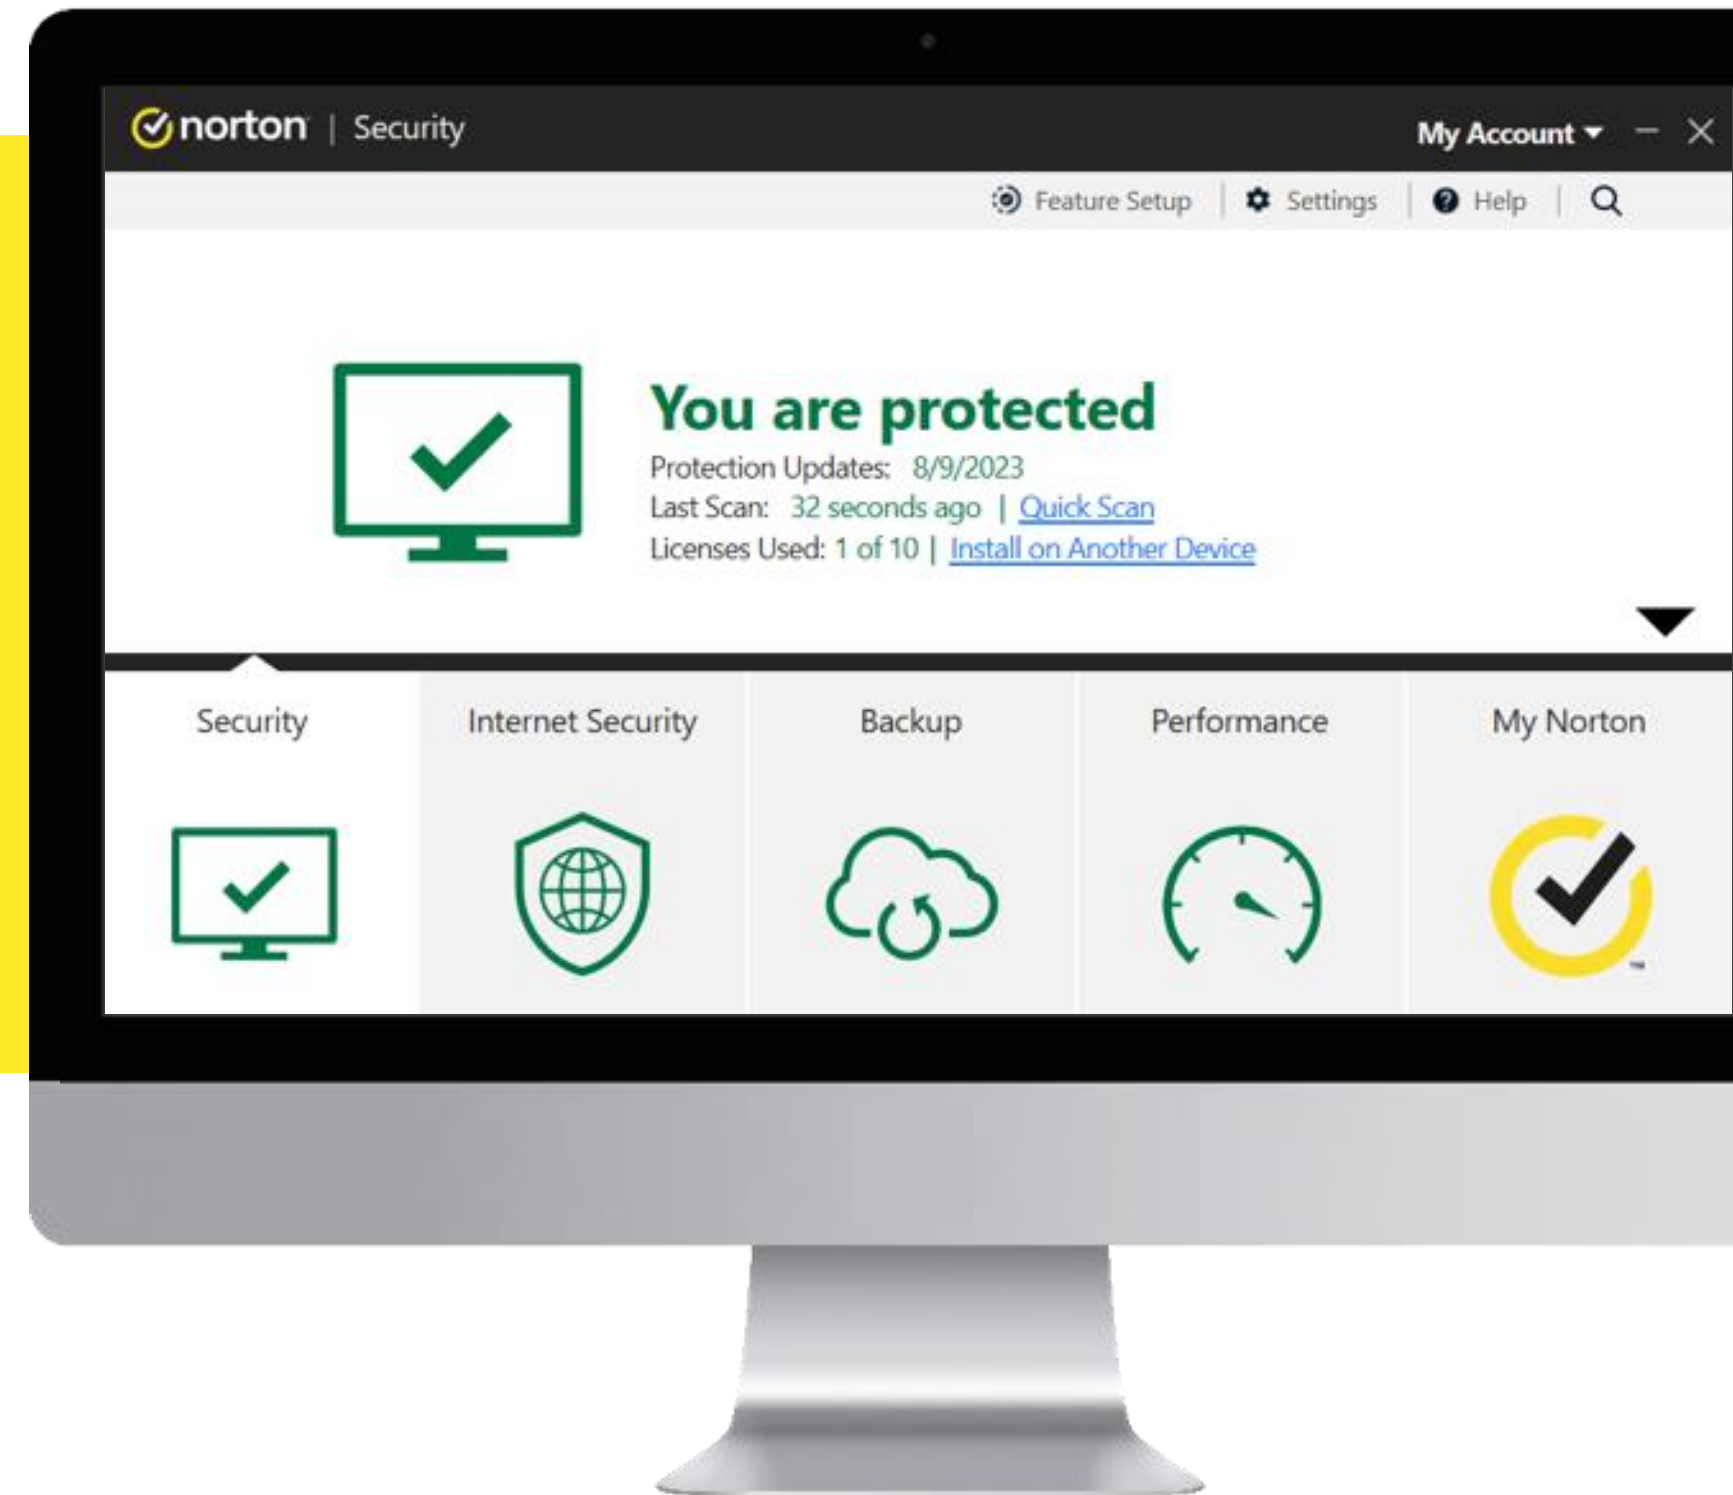 norton | Security
My Account
Feature Setup | Settings | Help |
You are protected
Protection Updates: 8/9/2023
Last Scan: 32 seconds ago | Quick Scan
Licenses Used: 1 of 10 | Install on Another Device
Security
Internet Security
Backup
Performance
My Norton
TM